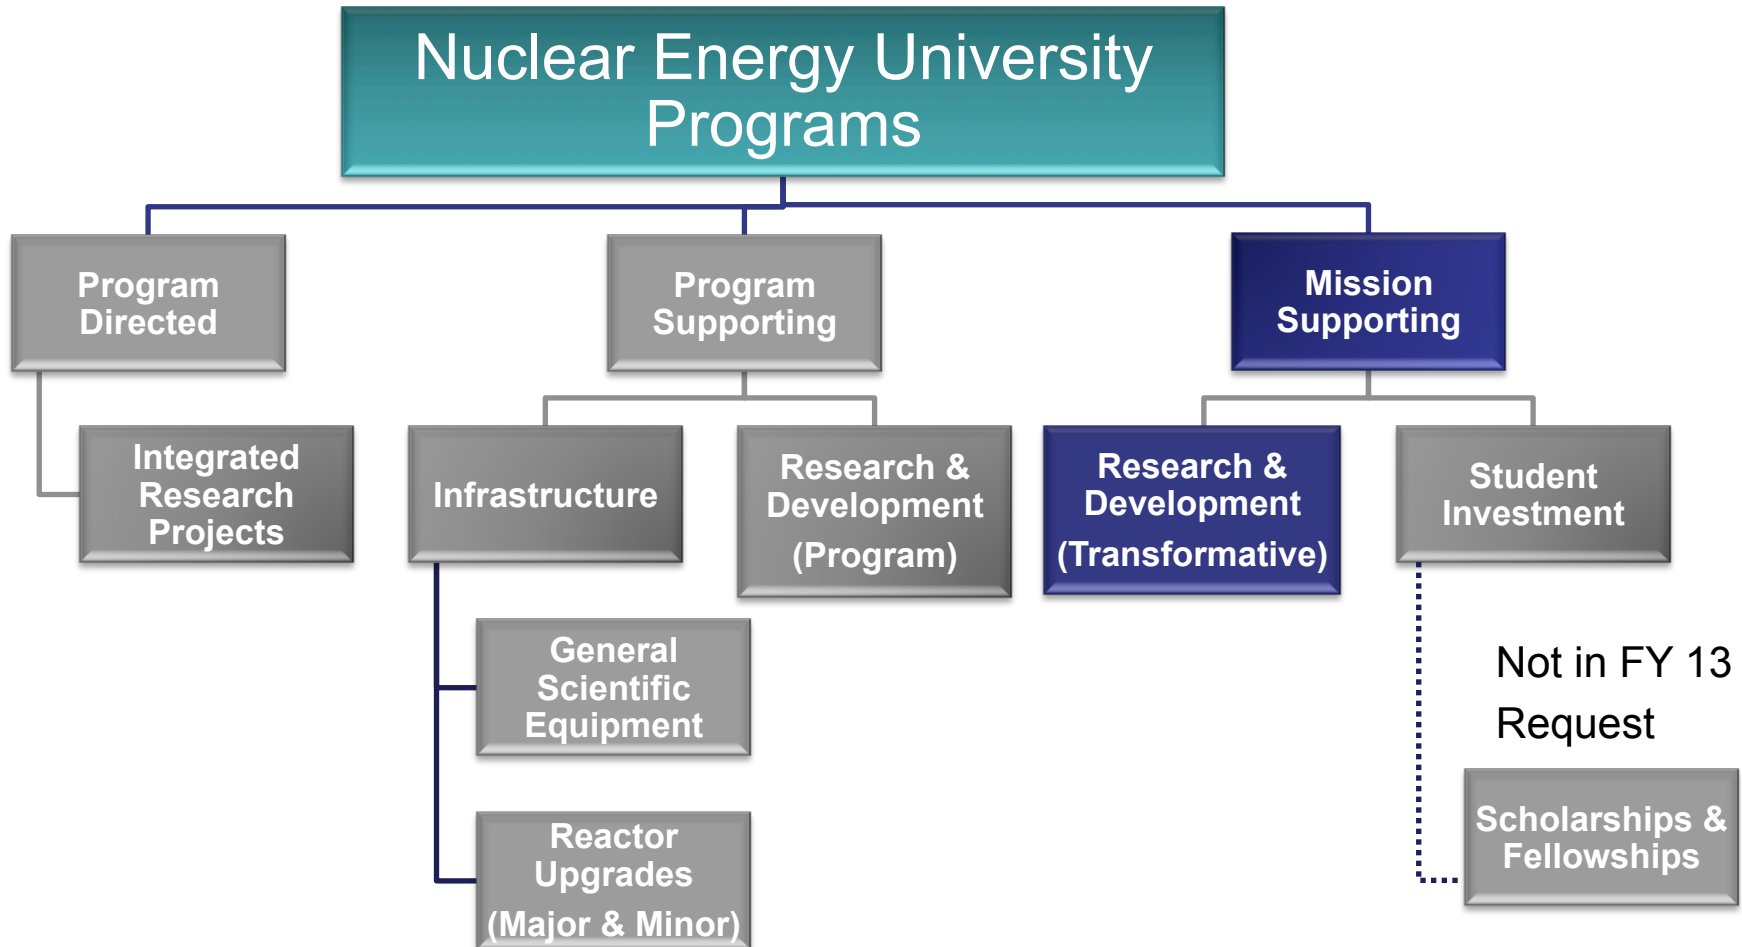 Nuclear Energy University
Programs
Program
Directed
Program
Supporting
Mission
Supporting
Integrated
Research
Projects
Infrastructure
Research &
Development
(Program)
Research &
Development
(Transformative)
Student
Investment
General
Scientific
Equipment
Reactor
Upgrades
(Major & Minor)
Not in FY 13
Request
Scholarships &
Fellowships